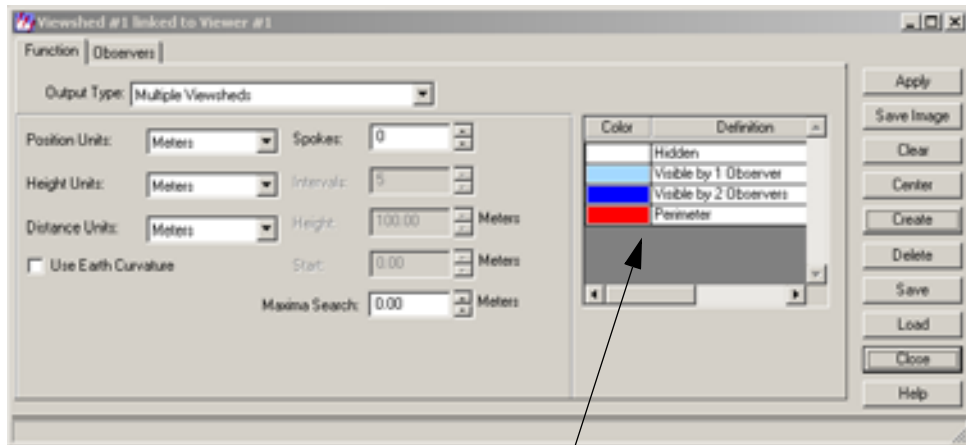 Viewshed #1 linked to Viewer #1
Function Observers
Output Type: Multiple Viewsheds
Position Units: Meters
Height Units: Meters
Distance Units: Meters
Use Earth Curvature
Spokes: 0
Intervals: 5
Height: 100.00 Meters
Start: 0.00 Meters
Maxima Search: 0.00 Meters
Color Definition
Hidden
Visible by 1 Observer
Visible by 2 Observers
Perimeter
Apply
Save Image
Clear
Center
Create
Delete
Save
Load
Close
Help